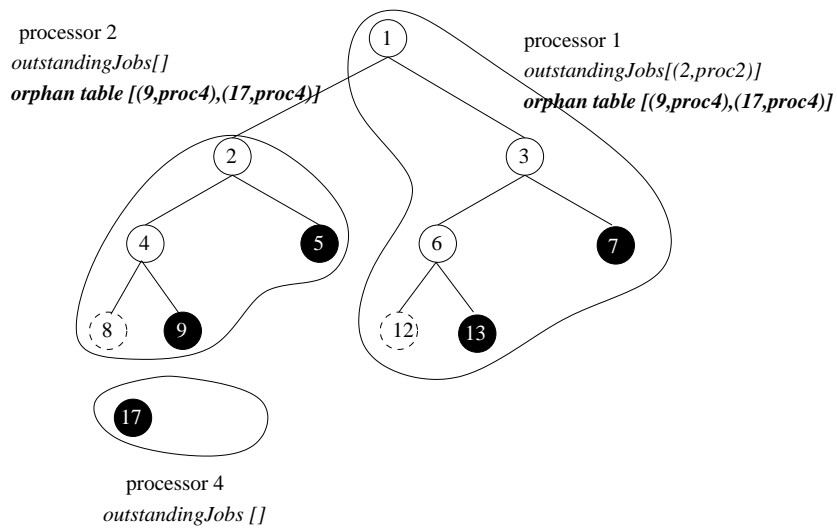 processor 2
outstandingJobs[]
orphan table [(9,proc4),(17,proc4)]
processor 1
outstandingJobs[(2,proc2)]
orphan table [(9,proc4),(17,proc4)]
1
2
3
4
5
6
7
8
9
12
13
17
processor 4
outstandingJobs []